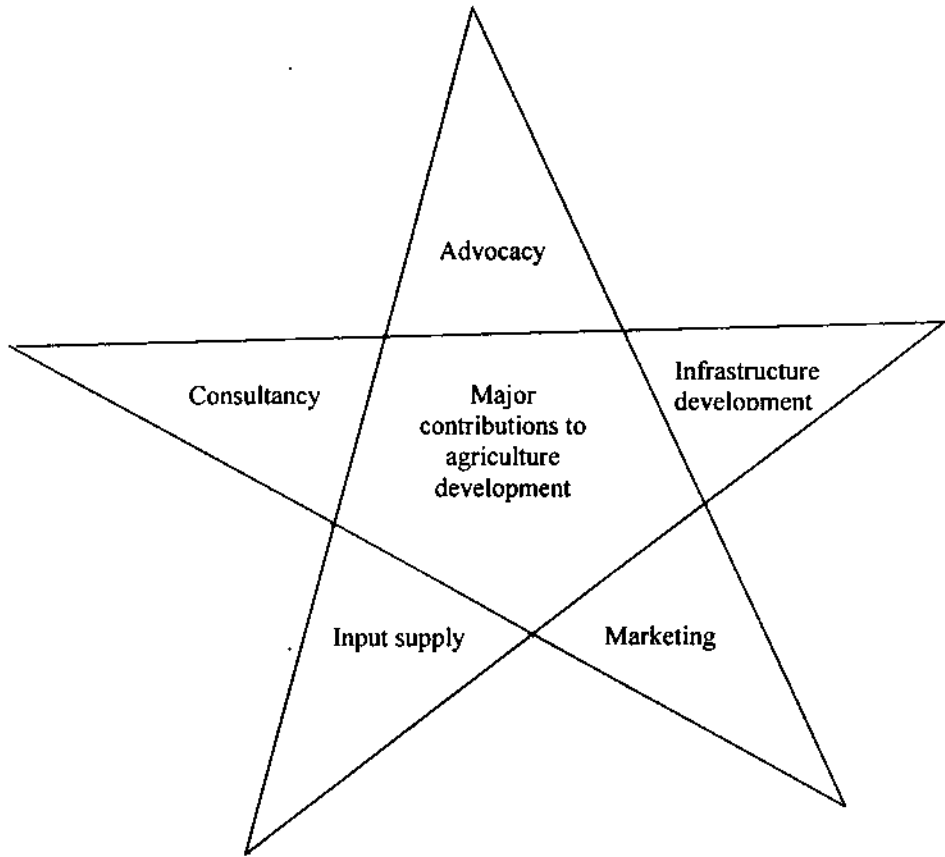 Advocacy
Consultancy
Major
contributions to
agriculture
development
Infrastructure
development
Input supply
Marketing